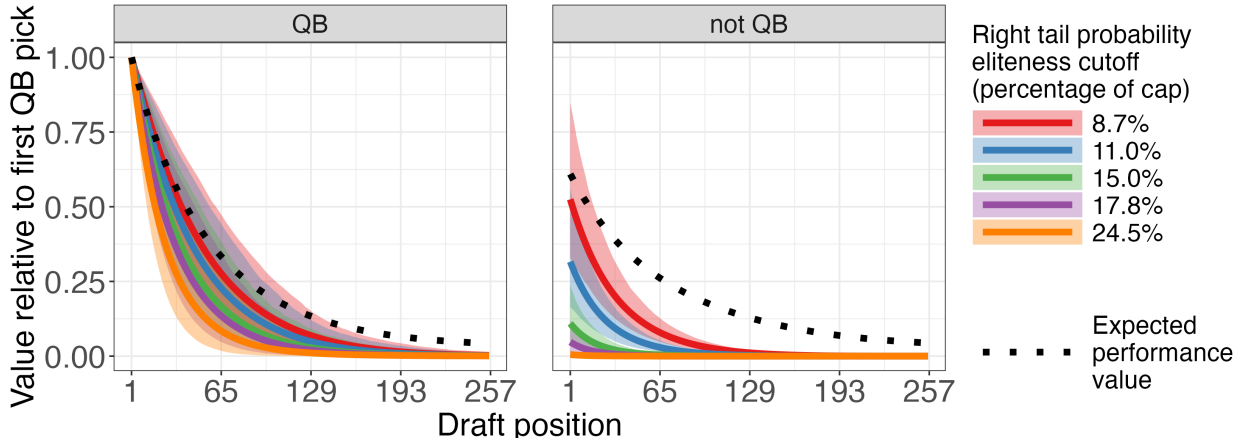 QB
not QB
Value relative to first QB pick
1.00
0.75
0.50
0.25
0.00
1 65 129 193 257
1 65 129 193 257
Draft position
Right tail probability
eliteness cutoff
(percentage of cap)
8.7%
11.0%
15.0%
17.8%
24.5%
Expected
performance
value